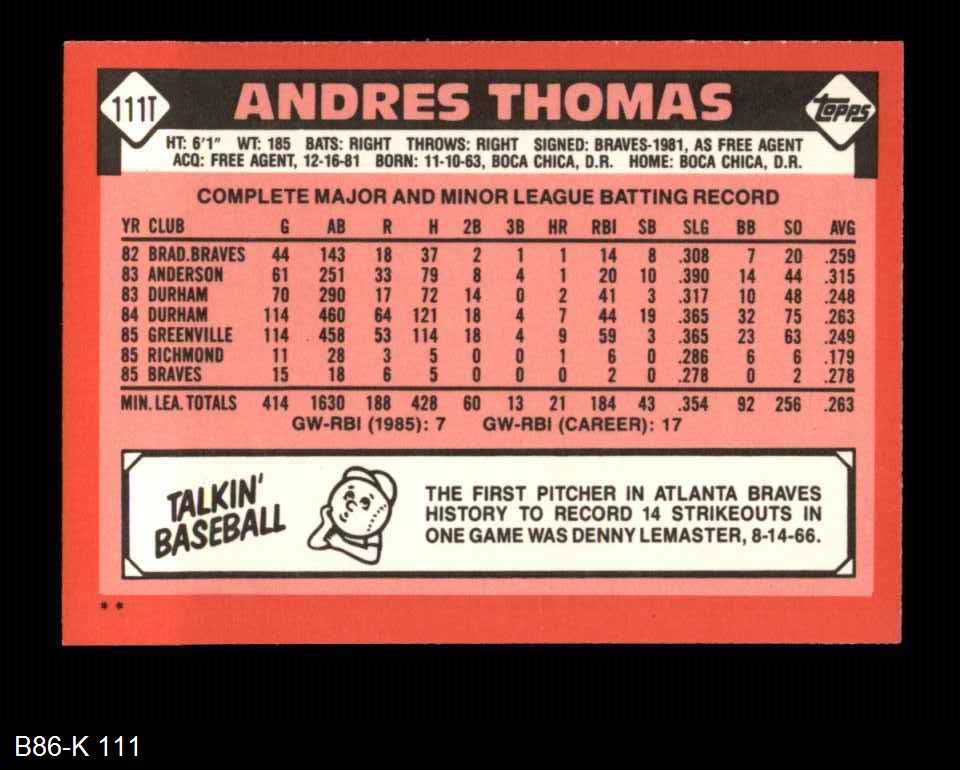 111T
ANDRES THOMAS
topps
HT: 6'1" WT: 185 BATS: RIGHT THROWS: RIGHT SIGNED: BRAVES-1981, AS FREE AGENT
ACQ: FREE AGENT, 12-16-81 BORN: 11-10-63, BOCA CHICA, D.R. HOME: BOCA CHICA, D.R.
COMPLETE MAJOR AND MINOR LEAGUE BATTING RECORD
YR CLUB G AB R H 2B 3B HR RBI SB SLG BB SO AVG
82 BRAD.BRAVES 44 143 18 37 2 1 1 14 8 .308 7 20 .259
83 ANDERSON 61 251 33 79 8 4 1 20 10 .390 14 44 .315
83 DURHAM 70 290 17 72 14 0 2 41 3 .317 10 48 .248
84 DURHAM 114 460 64 121 18 4 7 44 19 .365 32 75 .263
85 GREENVILLE 114 458 53 114 18 4 9 59 3 .365 23 63 .249
85 RICHMOND 11 28 3 5 0 0 1 6 0 .286 6 6 .179
85 BRAVES 15 18 6 5 0 0 0 2 0 .278 0 2 .278
MIN. LEA. TOTALS 414 1630 188 428 60 13 21 184 43 .354 92 256 .263
GW-RBI (1985): 7 GW-RBI (CAREER): 17
TALKIN'
BASEBALL
THE FIRST PITCHER IN ATLANTA BRAVES
HISTORY TO RECORD 14 STRIKEOUTS IN
ONE GAME WAS DENNY LEMASTER, 8-14-66.
* *
B86-K 111